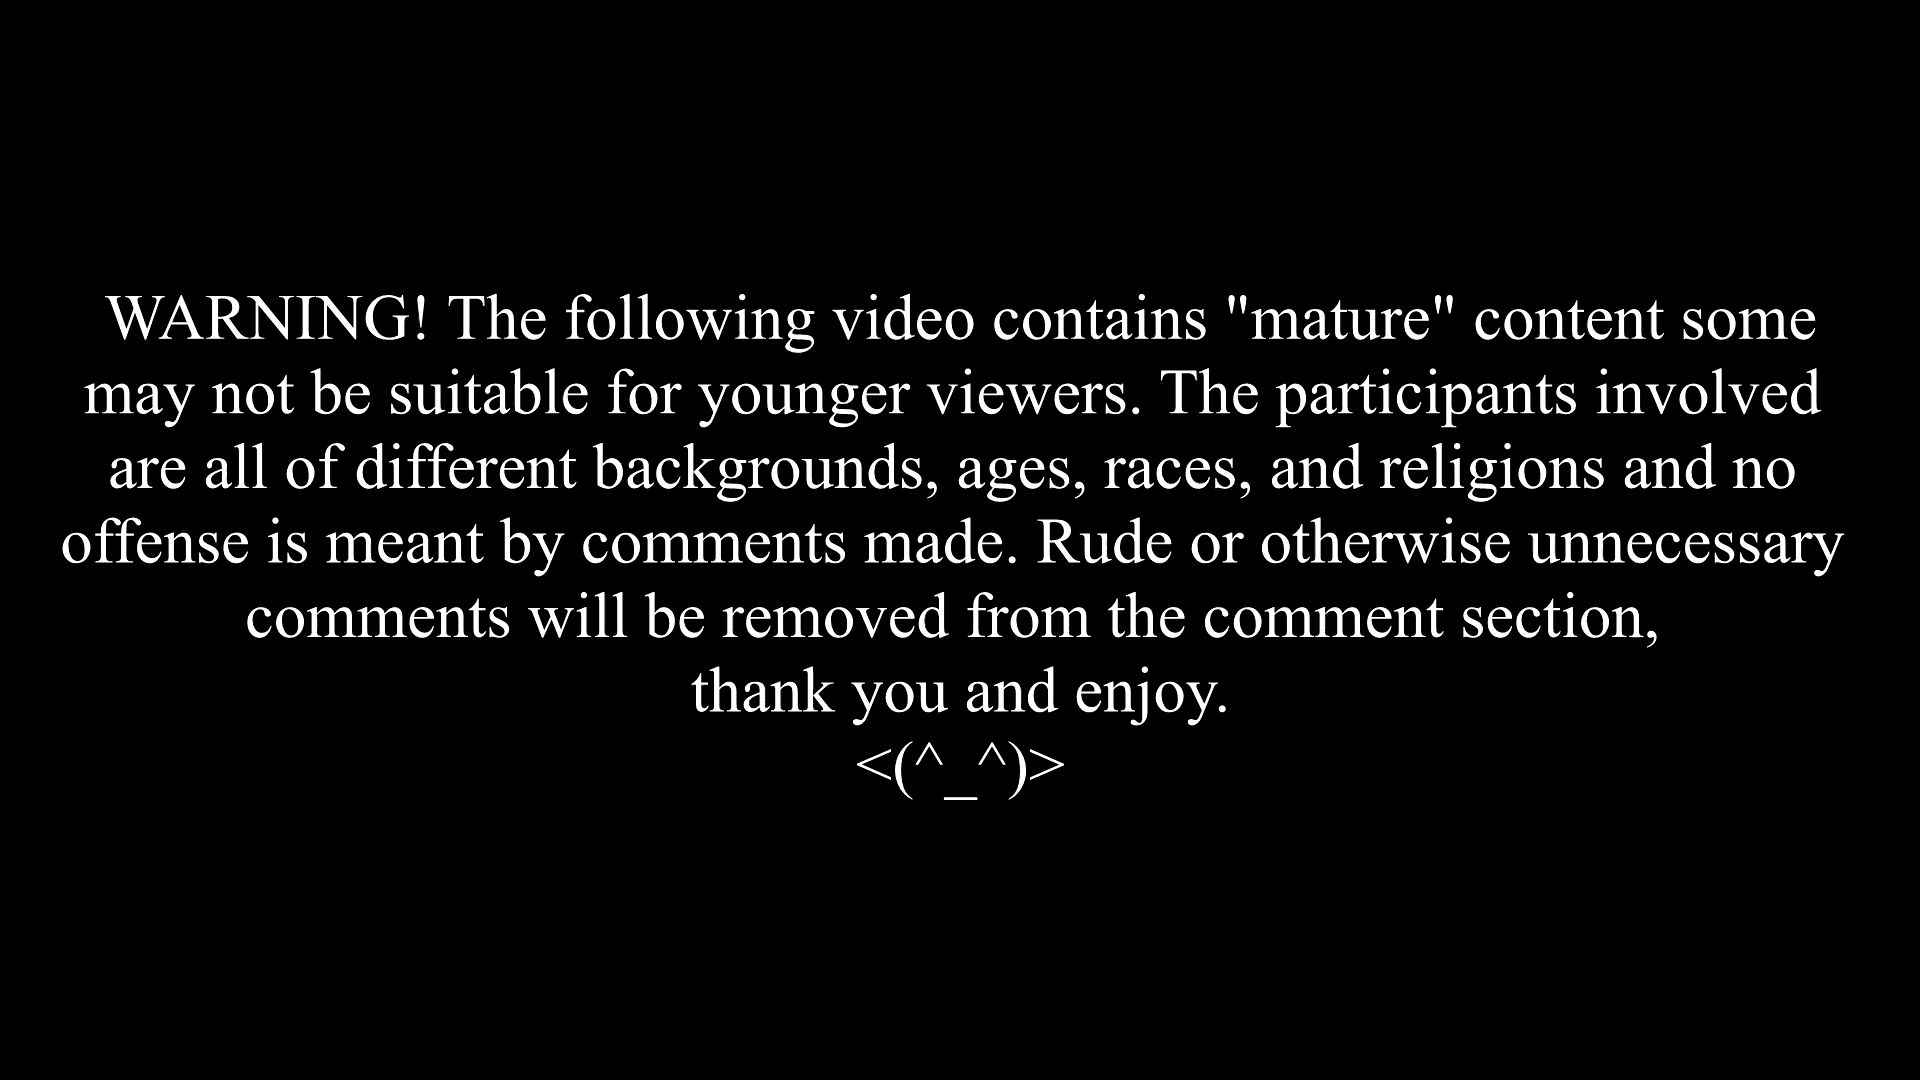 WARNING! The following video contains "mature" content some
may not be suitable for younger viewers. The participants involved
are all of different backgrounds, ages, races, and religions and no
offense is meant by comments made. Rude or otherwise unnecessary
comments will be removed from the comment section,
thank you and enjoy.
<(^_^)>